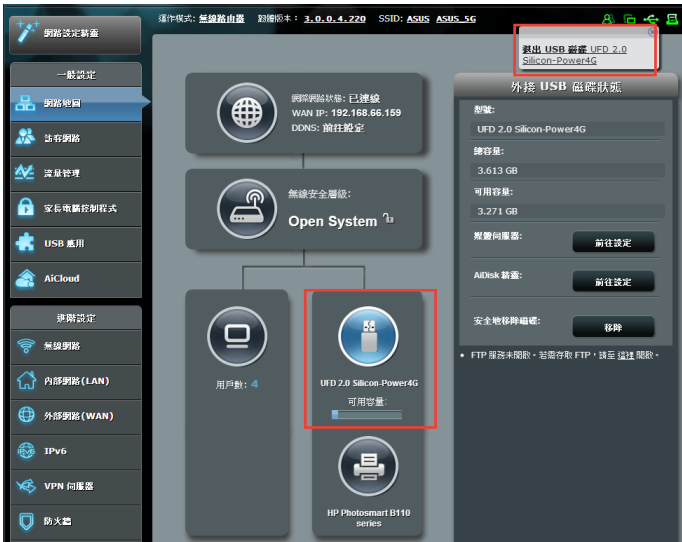 網路設定精靈
運作模式: 無線路由器 韌體版本: 3.0.0.4.220 SSID: ASUS ASUS_5G
退出 USB 磁碟 UFD 2.0
Silicon-Power4G
一般設定
網路地圖
訪客網路
流量管理
家長電腦控制程式
USB 應用
AiCloud
進階設定
無線網路
內部網路(LAN)
外部網路(WAN)
IPv6
VPN 伺服器
防火牆
網際網路狀態: 已連線
WAN IP: 192.168.66.159
DDNS: 前往設定
無線安全層級:
Open System
用戶數: 4
UFD 2.0 Silicon-Power4G
可用容量:
HP Photosmart B110
series
外接 USB 磁碟狀態
型號:
UFD 2.0 Silicon-Power4G
總容量:
3.613 GB
可用容量:
3.271 GB
媒體伺服器:
前往設定
AiDisk 精靈:
前往設定
安全地移除磁碟:
移除
• FTP 服務未開啟。若需存取 FTP,請至 這裡 開啟。